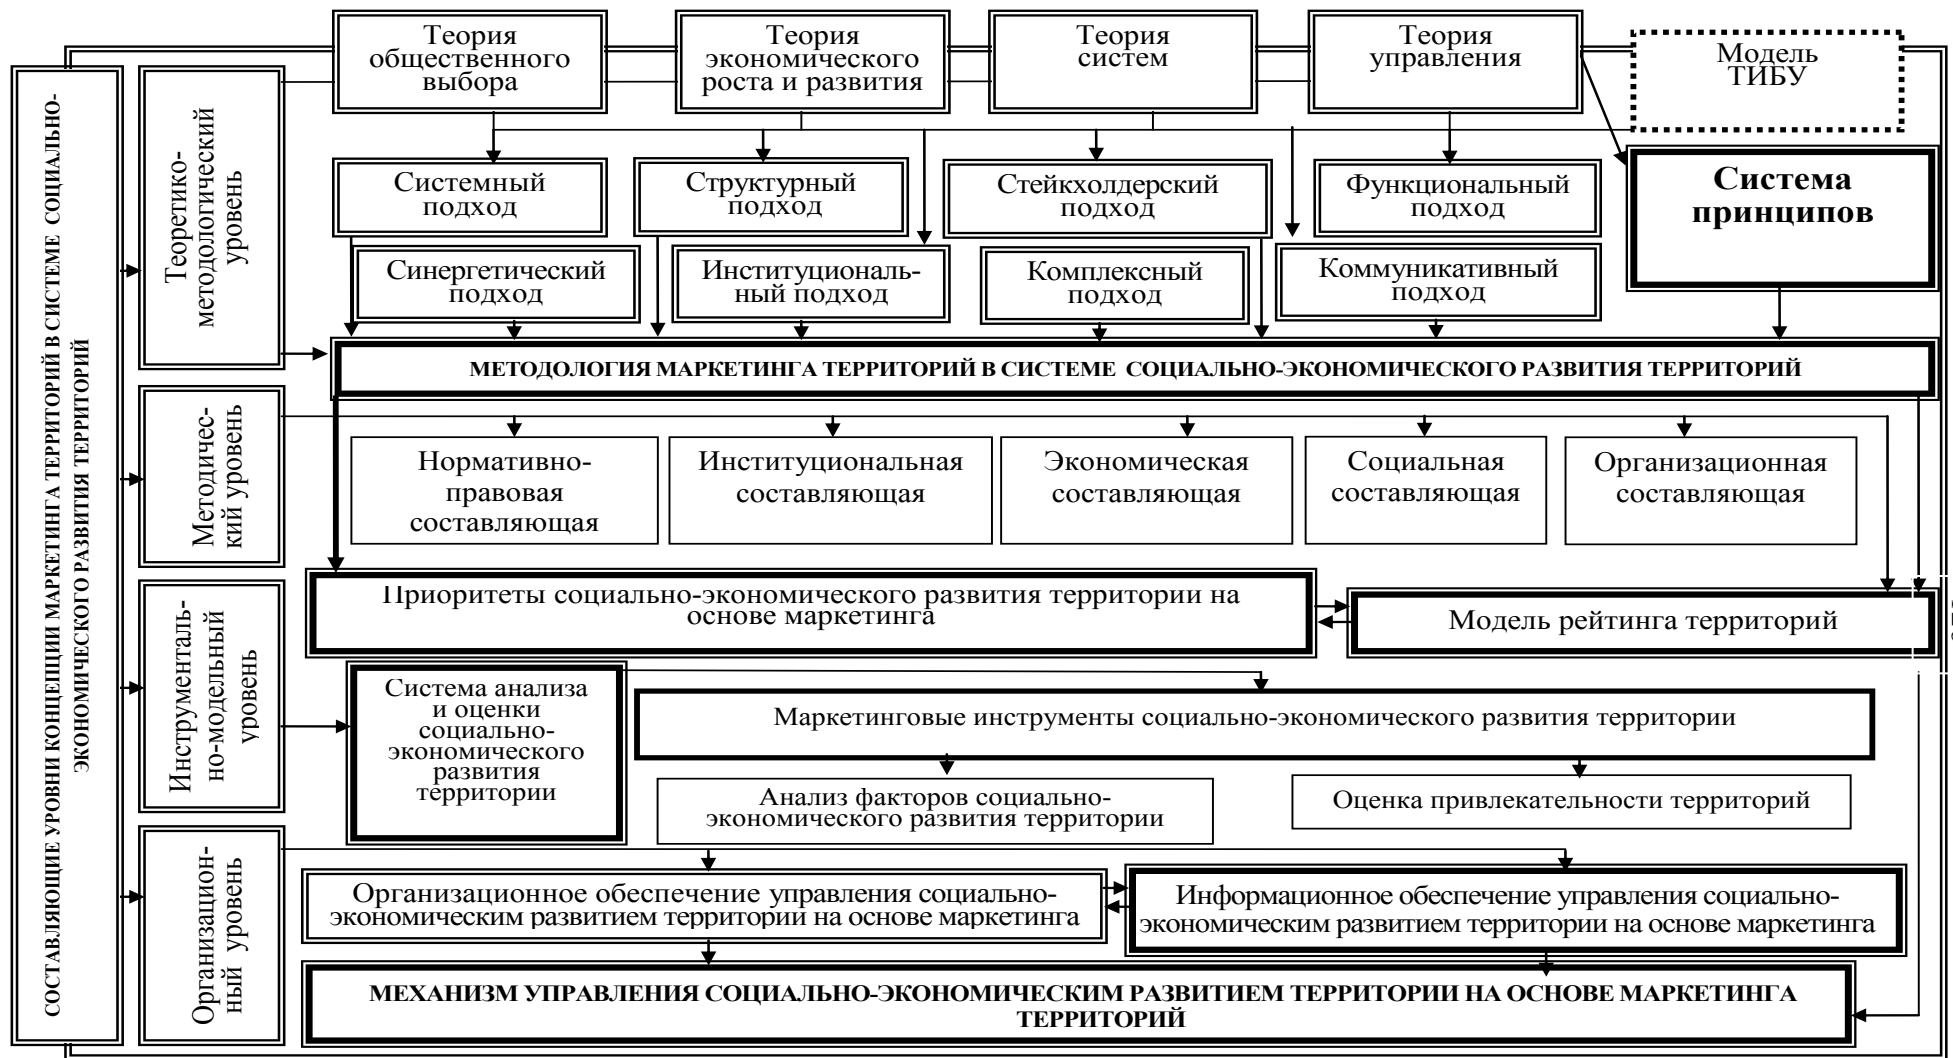 Теория
общественного
выбора
Теория
экономического
роста и развития
Теория
систем
Теория
управления
Модель
ТИБУ
СОСТАВЛЯЮЩИЕ УРОВНИ КОНЦЕПЦИИ МАРКЕТИНГА ТЕРРИТОРИЙ В СИСТЕМЕ СОЦИАЛЬНО-
ЭКОНОМИЧЕСКОГО РАЗВИТИЯ ТЕРРИТОРИЙ
Теоретико-
методологический
уровень
Системный
подход
Структурный
подход
Стейкхолдерский
подход
Функциональный
подход
Система
принципов
Синергетический
подход
Институциональ-
ный подход
Комплексный
подход
Коммуникативный
подход
МЕТОДОЛОГИЯ МАРКЕТИНГА ТЕРРИТОРИЙ В СИСТЕМЕ СОЦИАЛЬНО-ЭКОНОМИЧЕСКОГО РАЗВИТИЯ ТЕРРИТОРИЙ
Методичес-
кий уровень
Нормативно-
правовая
составляющая
Институциональная
составляющая
Экономическая
составляющая
Социальная
составляющая
Организационная
составляющая
Инструменталь-
но-модельный
уровень
Приоритеты социально-экономического развития территории на
основе маркетинга
Модель рейтинга территорий
Система анализа
и оценки
социально-
экономического
развития
территории
Маркетинговые инструменты социально-экономического развития территории
Анализ факторов социально-
экономического развития территории
Оценка привлекательности территорий
Организацион-
ный уровень
Организационное обеспечение управления социально-
экономическим развитием территории на основе маркетинга
Информационное обеспечение управления социально-
экономическим развитием территории на основе маркетинга
МЕХАНИЗМ УПРАВЛЕНИЯ СОЦИАЛЬНО-ЭКОНОМИЧЕСКИМ РАЗВИТИЕМ ТЕРРИТОРИИ НА ОСНОВЕ МАРКЕТИНГА
ТЕРРИТОРИЙ